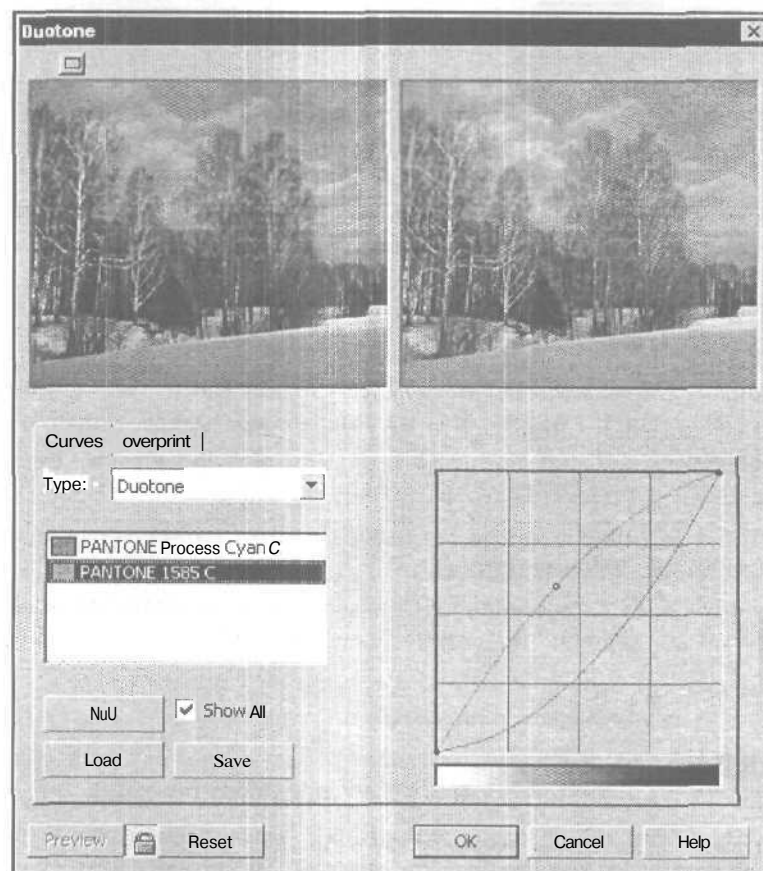 Duotone
Curves overprint |
Type: Duotone
PANTONE Process Cyan C
PANTONE 1585 C
NuU
Show All
Load Save
Preview Reset OK Cancel Help